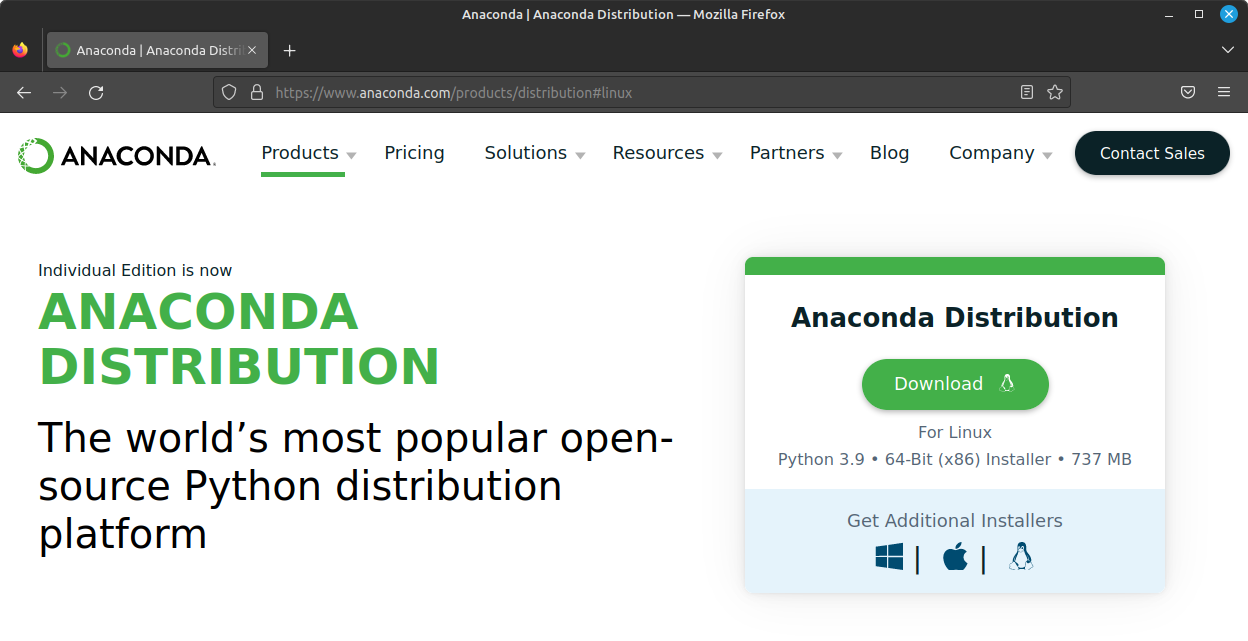 Anaconda | Anaconda Distribution — Mozilla Firefox
Anaconda | Anaconda Distri
https://www.anaconda.com/products/distribution#linux
ANACONDA.
Products
Pricing
Solutions
Resources
Partners
Blog
Company
Contact Sales
Individual Edition is now
ANACONDA
DISTRIBUTION
The world’s most popular open-
source Python distribution
platform
Anaconda Distribution
Download
For Linux
Python 3.9 • 64-Bit (x86) Installer • 737 MB
Get Additional Installers
| |